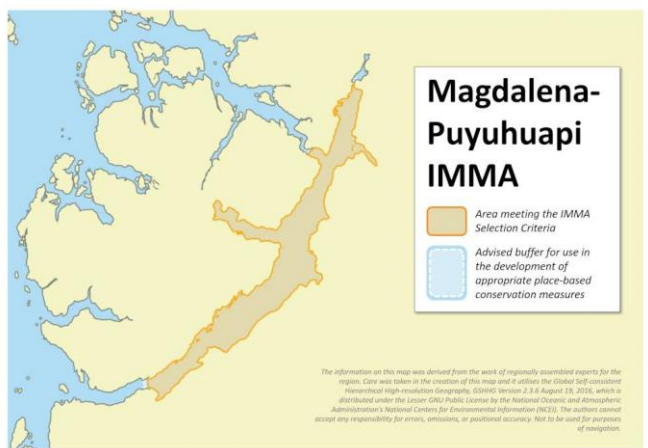 Magdalena-
Puyuhuapi
IMMA
Area meeting the IMMA
Selection Criteria
Advised buffer for use in
the development of
appropriate place-based
conservation measures
The information on this map was derived from the work of regionally assembled experts for the
region. Care was taken in the creation of this map and it utilises the Global Self-consistent
Hierarchical High-resolution Geography, GSHHG Version 2.3.6 August 19, 2016, which is
distributed under the Lesser GNU Public License by the National Oceanic and Atmospheric
Administration's National Centers for Environmental Information (NCEI). The authors cannot
accept any responsibility for errors, omissions, or positional accuracy. Not to be used for purposes
of navigation.